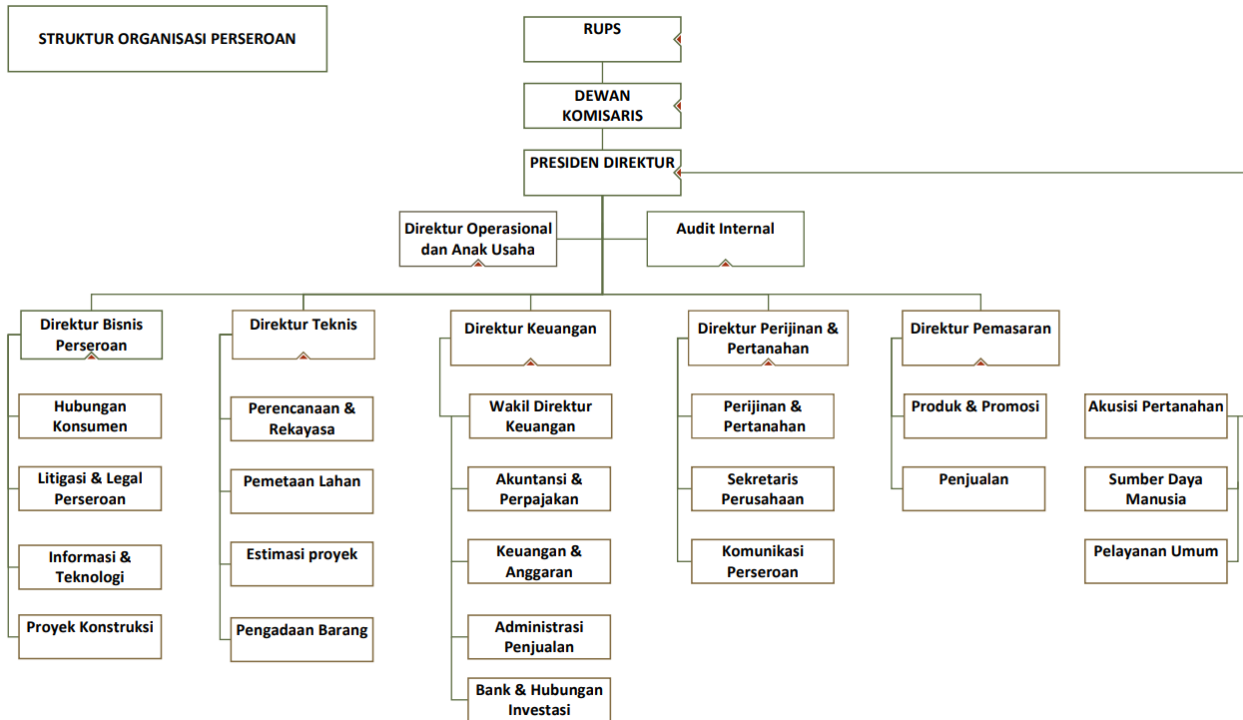 STRUKTUR ORGANISASI PERSEROAN
RUPS
DEWAN
KOMISARIS
PRESIDEN DIREKTUR
Direktur Operasional
dan Anak Usaha
Audit Internal
Direktur Bisnis
Perseroan
Direktur Teknis
Direktur Keuangan
Direktur Perijinan &
Pertanahan
Direktur Pemasaran
Hubungan
Konsumen
Litigasi & Legal
Perseroan
Informasi &
Teknologi
Proyek Konstruksi
Perencanaan &
Rekayasa
Pemetaan Lahan
Estimasi proyek
Pengadaan Barang
Wakil Direktur
Keuangan
Akuntansi &
Perpajakan
Keuangan &
Anggaran
Administrasi
Penjualan
Bank & Hubungan
Investasi
Perijinan &
Pertanahan
Sekretaris
Perusahaan
Komunikasi
Perseroan
Produk & Promosi
Penjualan
Akusisi Pertanahan
Sumber Daya
Manusia
Pelayanan Umum